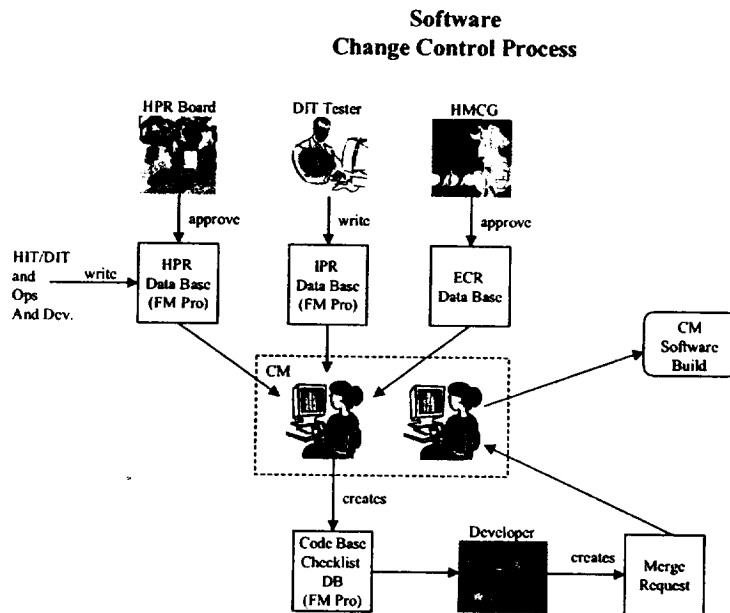 Software
Change Control Process
HPR Board
DIT Tester
HMCG
approve
write
approve
HIT/DIT
and
Ops
And Dev.
write
HPR
Data Base
(FM Pro)
IPR
Data Base
(FM Pro)
ECR
Data Base
CM
Software
Build
CM
creates
Code Base
Checklist
DB
(FM Pro)
Developer
creates
Merge
Request